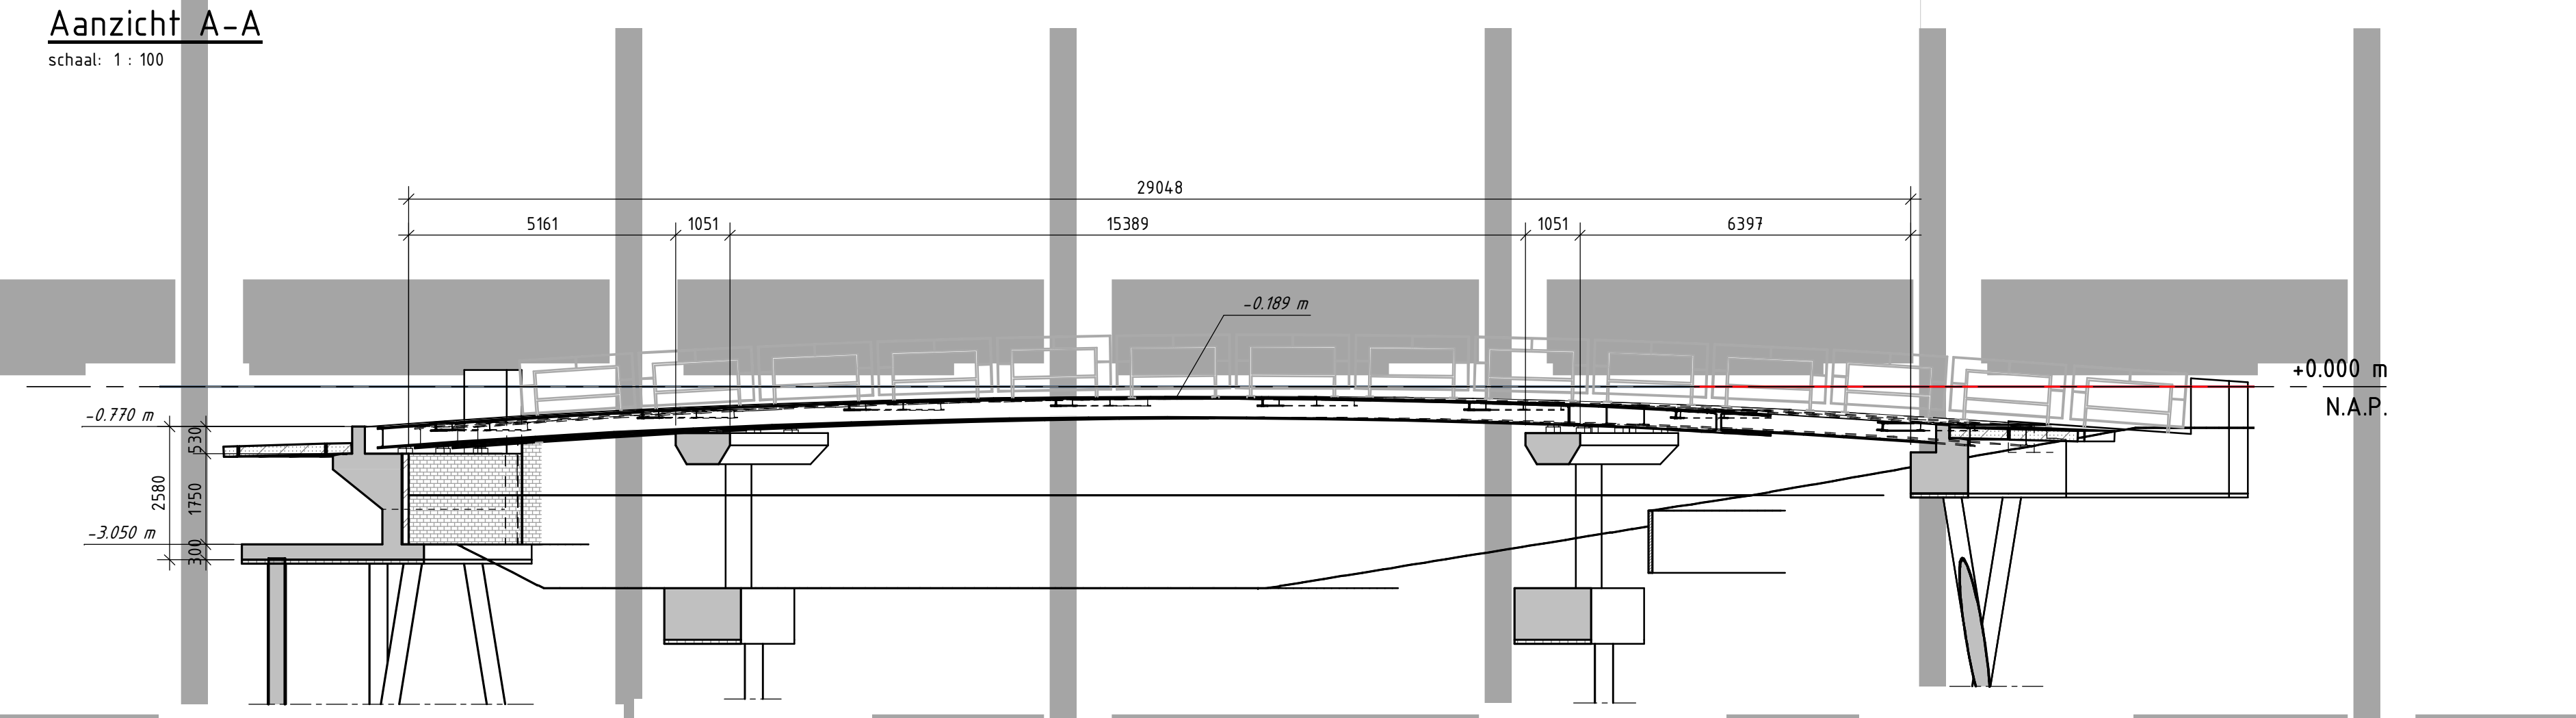 Aanzicht A-A
schaal: 1 : 100
29048
5161
1051
15389
1051
6397
-0.189 m
+0.000 m
N.A.P.
-0.770 m
530
2580
1750
-3.050 m
300